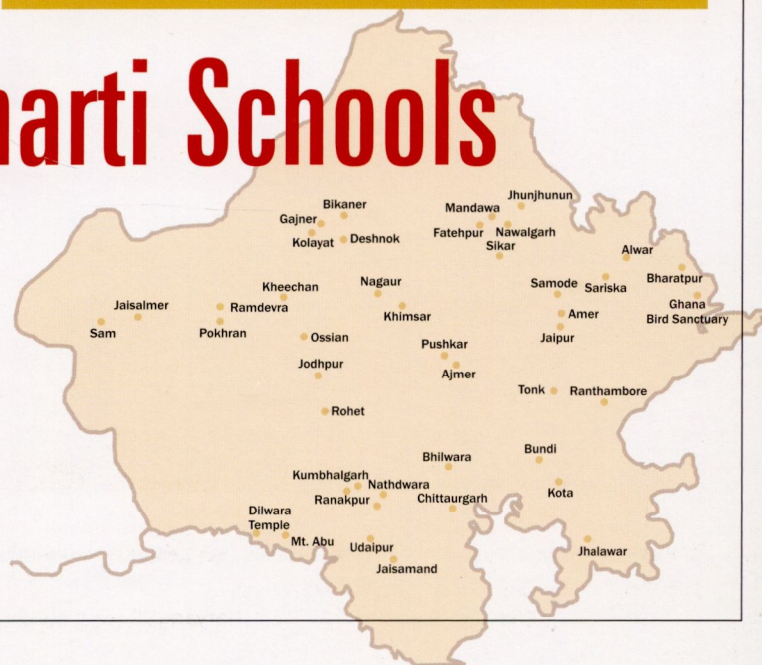 harti Schools
Jhunjhunun
Bikaner
Mandawa
Gajner
Fatehpur
Nawalgarh
Kolayat
Deshnok
Sikar
Alwar
Bharatpur
Kheechan
Nagaur
Samode
Sariska
Jaisalmer
Ramdevra
Ghana
Bird Sanctuary
Khimsar
Amer
Sam
Pokhran
Ossian
Jaipur
Pushkar
Jodhpur
Ajmer
Tonk
Ranthambore
Rohet
Bundi
Bhilwara
Kumbhalgarh
Nathdwara
Ranakpur
Chittaurgarh
Kota
Dilwara
Temple
Mt. Abu
Udaipur
Jhalawar
Jaisamand